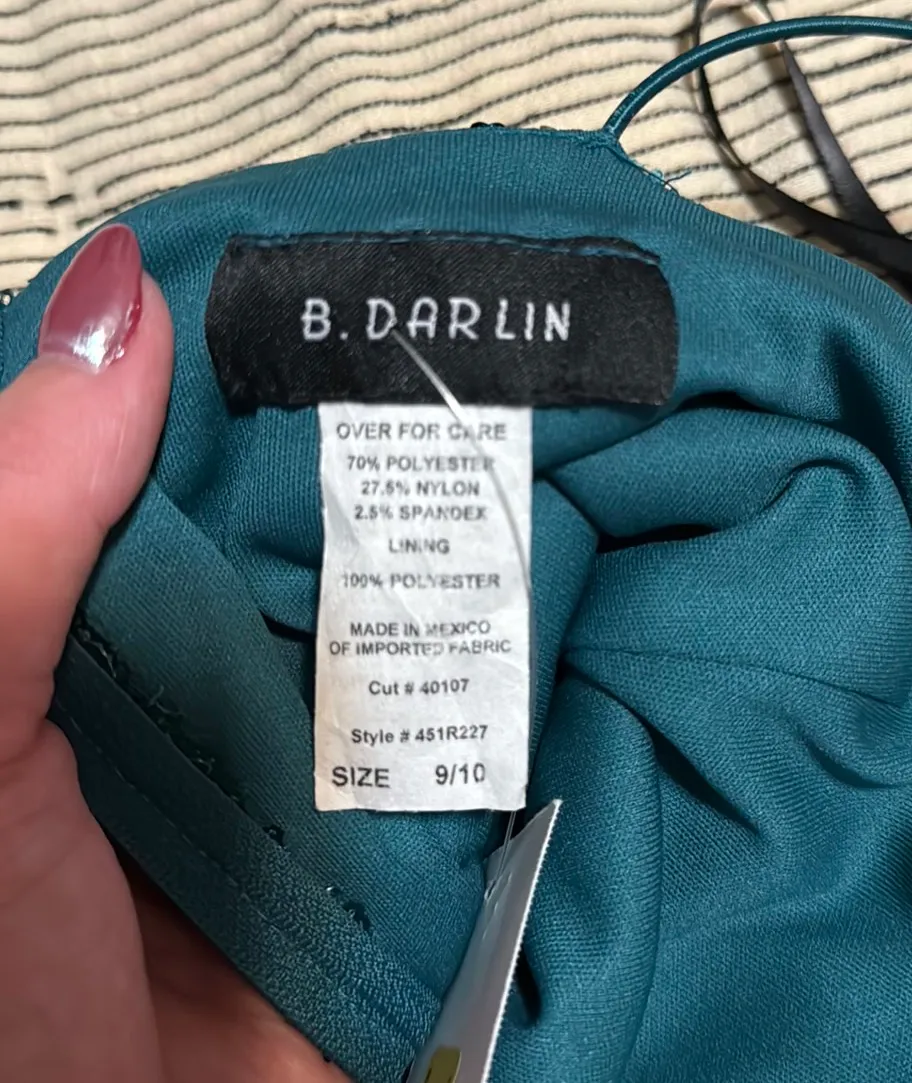 B. DARLIN
OVER FOR CARE
70% POLYESTER
27.5% NYLON
2.5% SPANDEX
LINING
100% POLYESTER
MADE IN MEXICO
OF IMPORTED FABRIC
Cut # 40107
Style # 451R227
SIZE 9/10